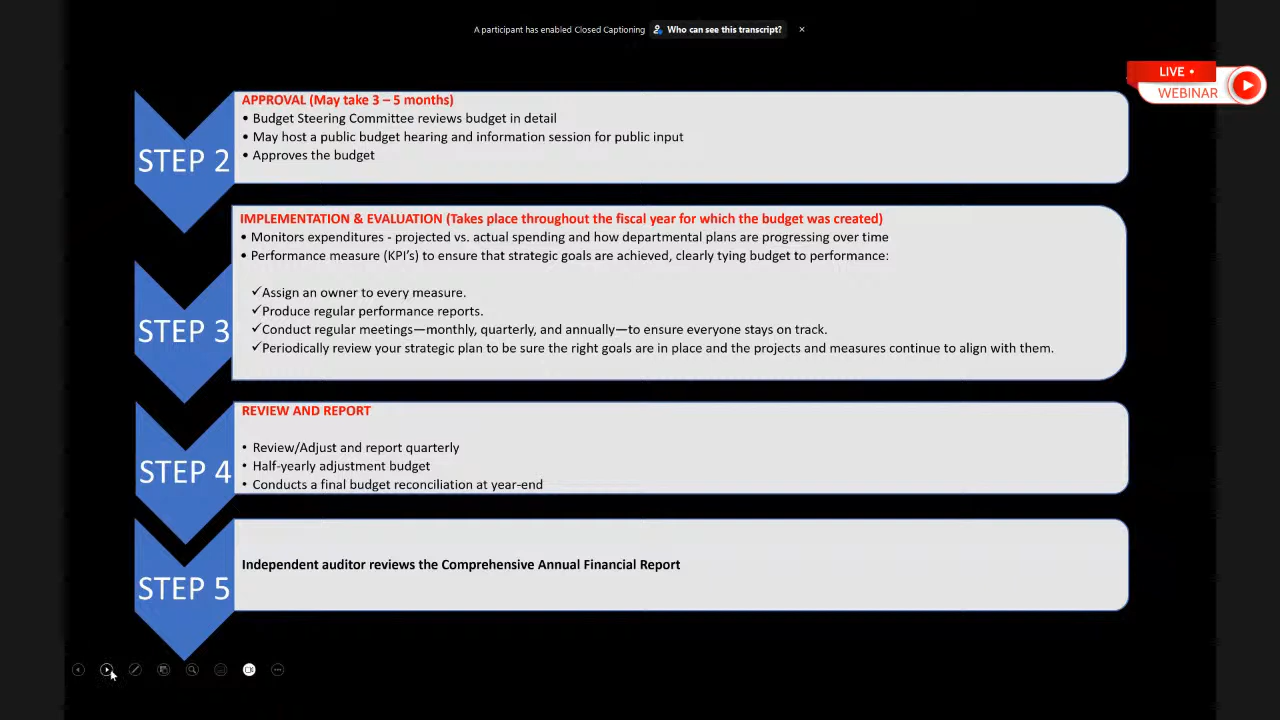 A participant has enabled Closed Captioning Who can see this transcript?
LIVE
WEBINAR
STEP 2
APPROVAL (May take 3 – 5 months)
• Budget Steering Committee reviews budget in detail
• May host a public budget hearing and information session for public input
• Approves the budget
STEP 3
IMPLEMENTATION & EVALUATION (Takes place throughout the fiscal year for which the budget was created)
• Monitors expenditures - projected vs. actual spending and how departmental plans are progressing over time
• Performance measure (KPI’s) to ensure that strategic goals are achieved, clearly tying budget to performance:
✓Assign an owner to every measure.
✓Produce regular performance reports.
✓Conduct regular meetings—monthly, quarterly, and annually—to ensure everyone stays on track.
✓Periodically review your strategic plan to be sure the right goals are in place and the projects and measures continue to align with them.
STEP 4
REVIEW AND REPORT
• Review/Adjust and report quarterly
• Half-yearly adjustment budget
• Conducts a final budget reconciliation at year-end
STEP 5
Independent auditor reviews the Comprehensive Annual Financial Report